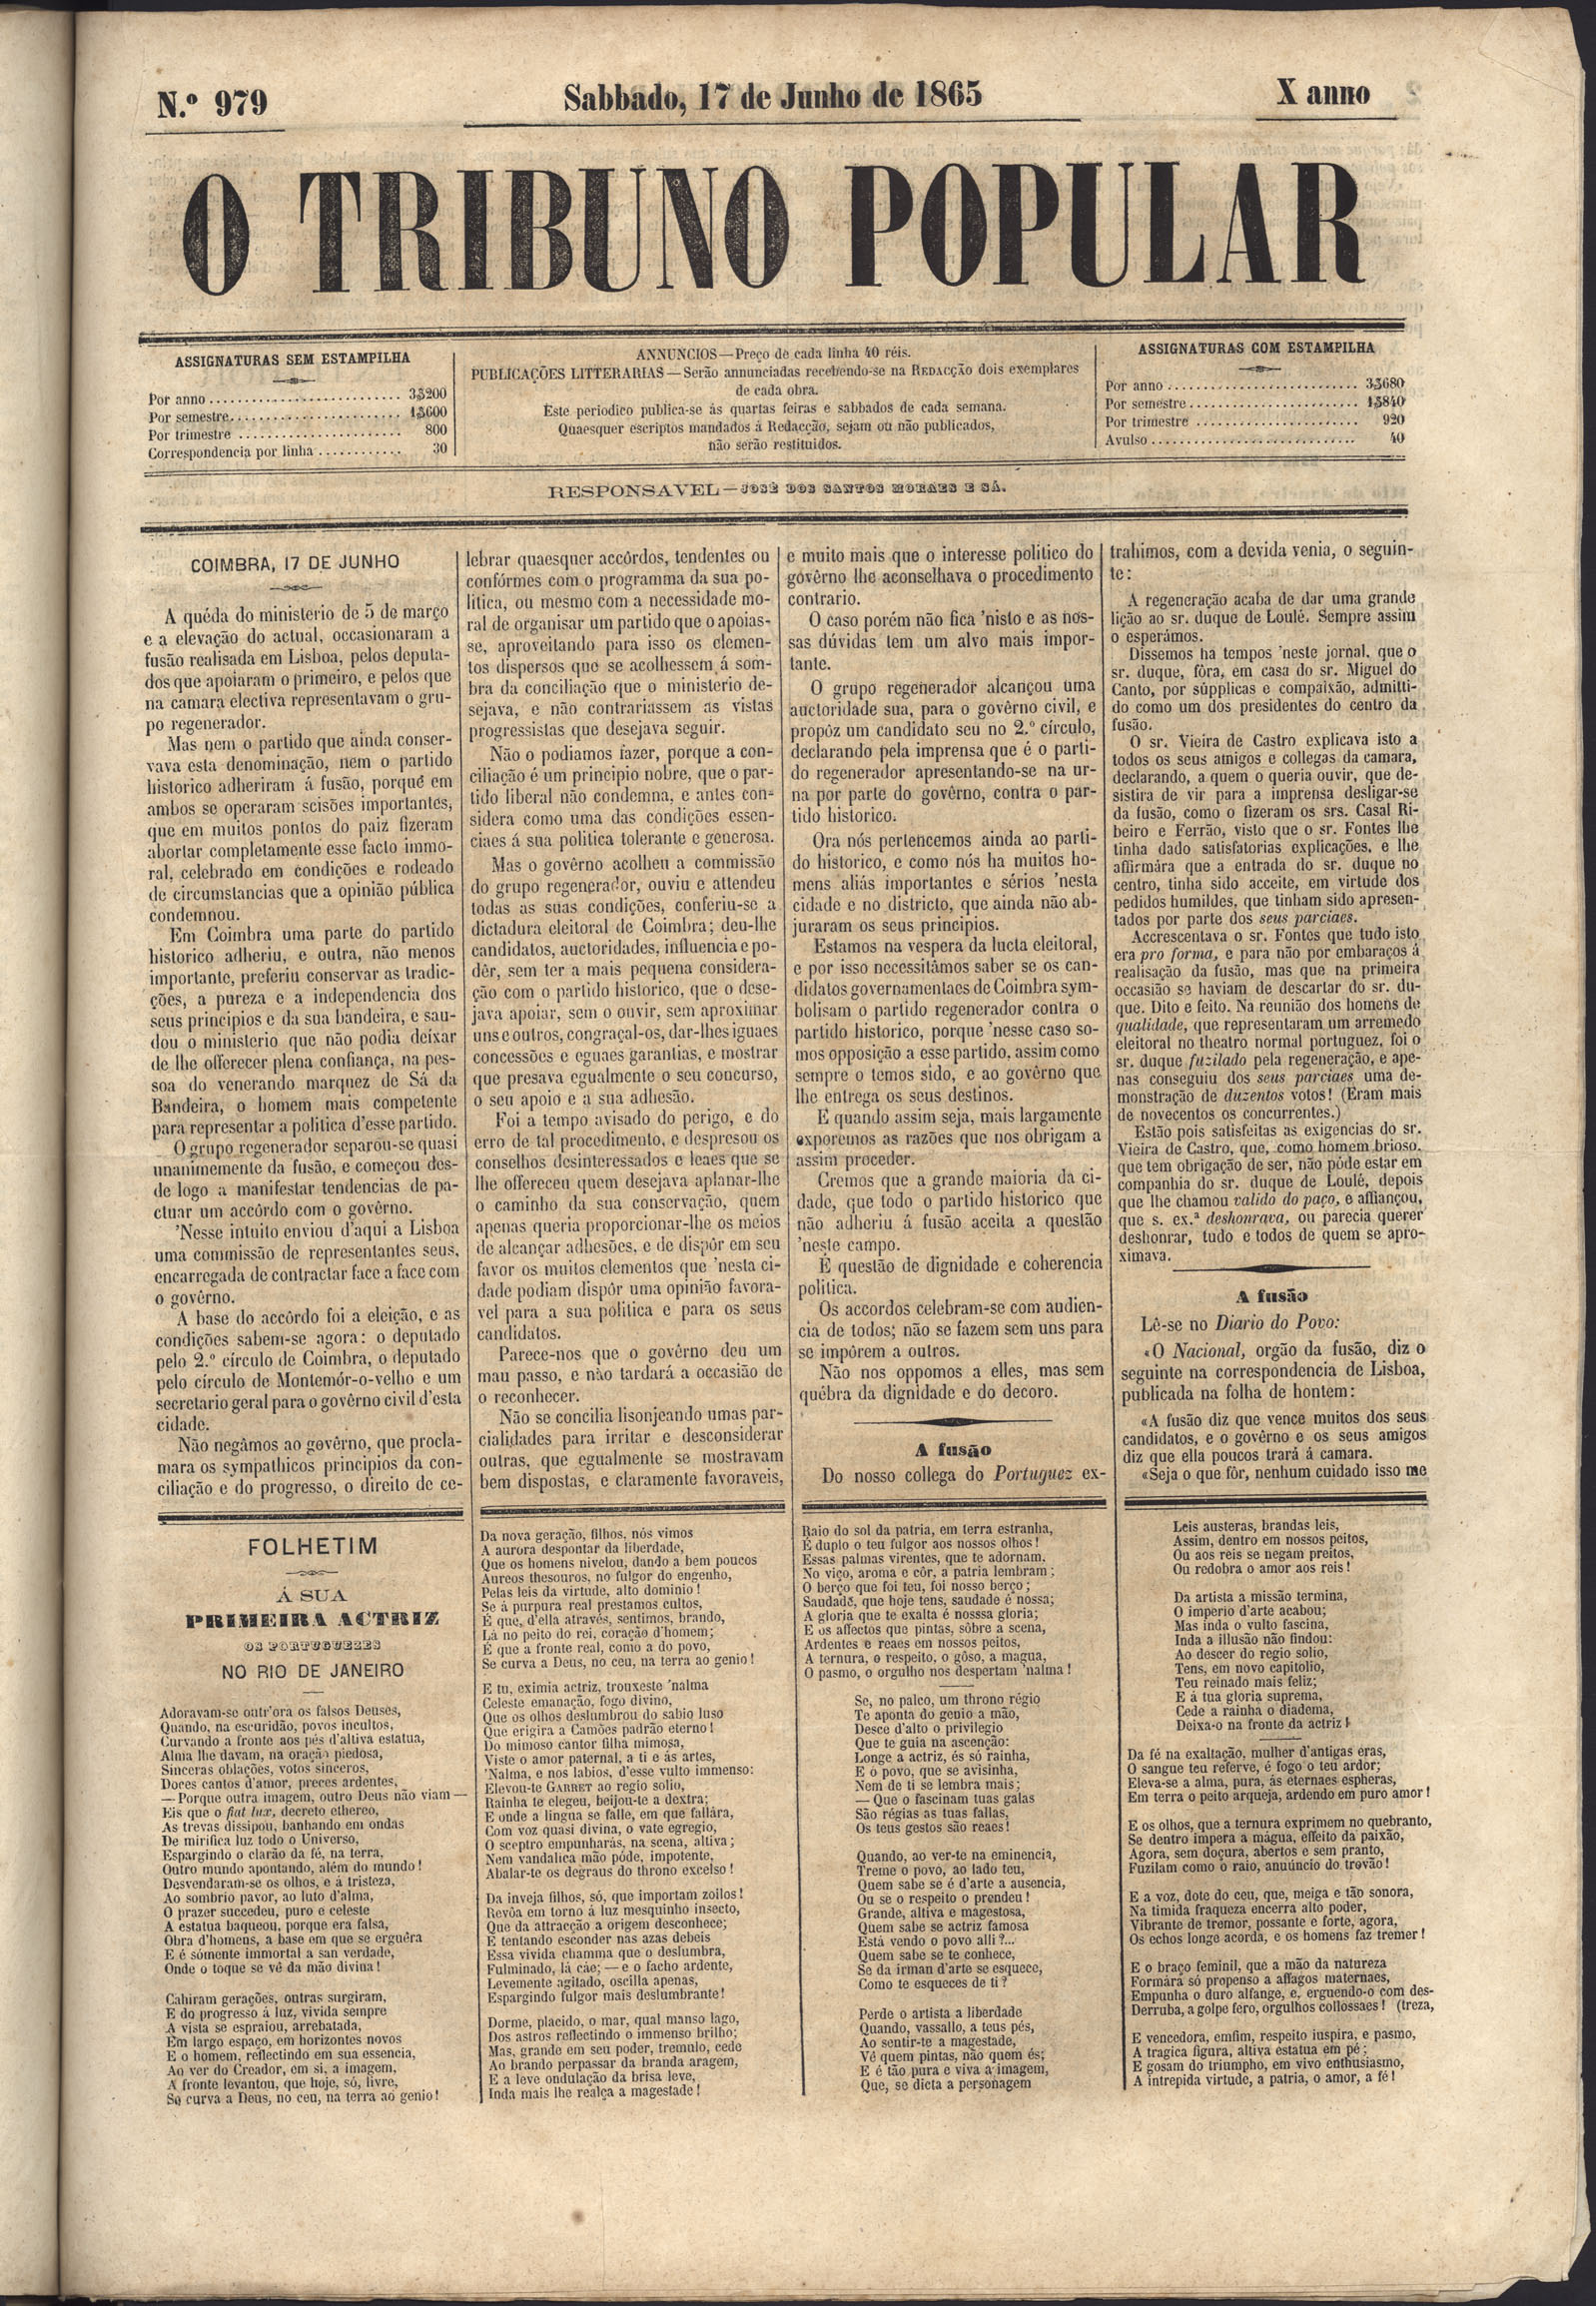 N.º 979
Sabbado, 17 de Junho de 1865
X anno
O TRIBUNO POPULAR
ASSIGNATURAS SEM ESTAMPILHA
Por anno ........................... 3$200
Por semestre........................ 1$600
Por trimestre ....................... 800
Correspondencia por linha ............ 30
ANNUNCIOS—Preço de cada linha 40 réis.
PUBLICAÇÕES LITTERARIAS—Serão annunciadas recebendo-se na REDACÇÃO dois exemplares
de cada obra.
Este periodico publica-se ás quartas feiras e sabbados de cada semana.
Quaesquer escriptos mandados á Redacção, sejam ou não publicados,
não serão restituidos.
ASSIGNATURAS COM ESTAMPILHA
Por anno ........................... 3$680
Por semestre........................ 1$840
Por trimestre ....................... 920
Avulso............................. 40
RESPONSAVEL—JOSÉ DOS SANTOS MORAES E SÁ.
COIMBRA, 17 DE JUNHO
A quéda do ministerio de 5 de março
e a elevação do actual, occasionaram a
fusão realisada em Lisboa, pelos deputa-
dos que apoiaram o primeiro, e pelos que
na camara electiva representavam o gru-
po regenerador.
Mas nem o partido que ainda conser-
vava esta denominação, nem o partido
historico adheriram á fusão, porque em
ambos se operaram scisões importantes,
que em muitos pontos do paiz fizeram
abortar completamente esse facto immo-
ral, celebrado em condições e rodeado
de circumstancias que a opinião pública
condemnou.
Em Coimbra uma parte do partido
historico adheriu, e outra, não menos
importante, preferiu conservar as tradic-
ções, a pureza e a independencia dos
seus principios e da sua bandeira, e sau-
dou o ministerio que não podia deixar
de lhe offerecer plena confiança, na pes-
soa do venerando marquez de Sá da
Bandeira, o homem mais competente
para representar a politica d'esse partido.
O grupo regenerador separou-se quasi
unanimemente da fusão, e começou des-
de logo a manifestar tendencias de pa-
ctuar um accôrdo com o govêrno.
'Nesse intuito enviou d'aqui a Lisboa
uma commissão de representantes seus,
encarregada de contractar face a face com
o govêrno.
A base do accôrdo foi a eleição, e as
condições sabem-se agora: o deputado
pelo 2.º círculo de Coimbra, o deputado
pelo círculo de Montemór-o-velho e um
secretario geral para o govêrno civil d'esta
cidade.
Não negâmos ao govêrno, que procla-
mara os sympathicos principios da con-
ciliação e do progresso, o direito de ce-
lebrar quaesquer accôrdos, tendentes ou
confórmes com o programma da sua po-
litica, ou mesmo com a necessidade mo-
ral de organisar um partido que o apoias-
se, aproveitando para isso os elemen-
tos dispersos que se acolhessem á som-
bra da conciliação que o ministerio de-
sejava, e não contrariassem as vistas
progressistas que desejava seguir.
Não o podiamos fazer, porque a con-
ciliação é um principio nobre, que o par-
tido liberal não condemna, e antes con-
sidera como uma das condições essen-
ciaes á sua politica tolerante e generosa.
Mas o govêrno acolheu a commissão
do grupo regenerador, ouviu e attendeu
todas as suas condições, conferiu-se a
dictadura eleitoral de Coimbra; deu-lhe
candidatos, auctoridades, influencia e po-
dêr, sem ter a mais pequena considera-
ção com o partido historico, que o dese-
java apoiar, sem o ouvir, sem aproximar
uns e outros, congraçal-os, dar-lhes iguaes
concessões e eguaes garantias, e mostrar
que presava egualmente o seu concurso,
o seu apoio e a sua adhesão.
Foi a tempo avisado do perigo, e do
erro de tal procedimento, e despresou os
conselhos desinteressados e leaes que se
lhe offereceu quem desejava aplanar-lhe
o caminho da sua conservação, quem
apenas queria proporcionar-lhe os meios
de alcançar adhesões, e de dispôr em seu
favor os muitos elementos que 'nesta ci-
dade podiam dispôr uma opinião favora-
vel para a sua politica e para os seus
candidatos.
Parece-nos que o govêrno deu um
mau passo, e não tardará a occasião de
o reconhecer.
Não se concilia lisonjeando umas par-
cialidades para irritar e desconsiderar
outras, que egualmente se mostravam
bem dispostas, e claramente favoraveis,
e muito mais que o interesse politico do
govêrno lhe aconselhava o procedimento
contrario.
O caso porém não fica 'nisto e as nos-
sas dúvidas tem um alvo mais impor-
tante.
O grupo regenerador alcançou uma
auctoridade sua, para o govêrno civil, e
propôz um candidato seu no 2.º círculo,
declarando pela imprensa que é o parti-
do regenerador apresentando-se na ur-
na por parte do govêrno, contra o par-
tido historico.
Ora nós pertencemos ainda ao parti-
do historico, e como nós ha muitos ho-
mens aliás importantes e sérios 'nesta
cidade e no districto, que ainda não ab-
juraram os seus principios.
Estamos na vespera da lucta eleitoral,
e por isso necessitâmos saber se os can-
didatos governamentaes de Coimbra sym-
bolisam o partido regenerador contra o
partido historico, porque 'nesse caso so-
mos opposição a esse partido, assim como
sempre o temos sido, e ao govêrno que
lhe entrega os seus destinos.
E quando assim seja, mais largamente
exporemos as razões que nos obrigam a
assim proceder.
Cremos que a grande maioria da ci-
dade, que todo o partido historico que
não adheriu á fusão aceita a questão
'neste campo.
É questão de dignidade e coherencia
politica.
Os accordos celebram-se com audien-
cia de todos; não se fazem sem uns para
se impôrem a outros.
Não nos oppomos a elles, mas sem
québra da dignidade e do decoro.
A fusão
Do nosso collega do Portuguez ex-
trahimos, com a devida venia, o seguin-
te:
A regeneração acaba de dar uma grande
lição ao sr. duque de Loulé. Sempre assim
o esperámos.
Dissemos ha tempos 'neste jornal, que o
sr. duque, fôra, em casa do sr. Miguel do
Canto, por súpplicas e compaixão, admitti-
do como um dos presidentes do centro da
fusão.
O sr. Vieira de Castro explicava isto a
todos os seus amigos e collegas da camara,
declarando, a quem o queria ouvir, que de-
sistira de vir para a imprensa desligar-se
da fusão, como o fizeram os srs. Casal Ri-
beiro e Ferrão, visto que o sr. Fontes lhe
tinha dado satisfatorias explicações, e lhe
affirmára que a entrada do sr. duque no
centro, tinha sido acceite, em virtude dos
pedidos humildes, que tinham sido apresen-
tados por parte dos seus parciaes.
Accrescentava o sr. Fontes que tudo isto
era pro forma, e para não por embaraços á
realisação da fusão, mas que na primeira
occasião se haviam de descartar do sr. du-
que. Dito e feito. Na reunião dos homens de
qualidade, que representaram um arremedo
eleitoral no theatro normal portuguez, foi o
sr. duque fuzilado pela regeneração, e ape-
nas conseguiu dos seus parciaes uma de-
monstração de duzentos votos! (Eram mais
de novecentos os concurrentes.)
Estão pois satisfeitas as exigencias do sr.
Vieira de Castro, que, como homem brioso,
que tem obrigação de ser, não póde estar em
companhia do sr. duque de Loulé, depois
que lhe chamou valido do paço, e affiançou,
que s. ex.ª deshonrava, ou parecia querer
deshonrar, tudo e todos de quem se apro-
ximava.
A fusão
Lê-se no Diario do Povo:
«O Nacional, orgão da fusão, diz o
seguinte na correspondencia de Lisboa,
publicada na folha de hontem:
«A fusão diz que vence muitos dos seus
candidatos, e o govêrno e os seus amigos
diz que ella poucos trará á camara.
«Seja o que fôr, nenhum cuidado isso me
FOLHETIM
Á SUA
PRIMEIRA ACTRIZ
OS PORTUGUEZES
NO RIO DE JANEIRO
Adoravam-se outr'ora os falsos Deuses,
Quando, na escuridão, povos incultos,
Curvando a fronte aos pés d'altiva estatua,
Alma lhe davam, na oração piedosa,
Sinceras oblações, votos sinceros,
Doces cantos d'amor, preces ardentes,
—Porque outra imagem, outro Deus não viam—
Eis que o fiat lux, decreto ethereo,
As trevas dissipou, banhando em ondas
De mirifica luz todo o Universo,
Espargindo o clarão da fé, na terra,
Outro mundo apontando, além do mundo!
Desvendaram-se os olhos, e á tristeza,
Ao sombrio pavor, ao luto d'alma,
O prazer succedeu, puro e celeste
A estatua baqueou, porque era falsa,
Obra d'homens, a base em que se erguêra
E é sómente immortal a san verdade,
Onde o toque se vê da mão divina!
Cahiram gerações, outras surgiram,
E do progresso á luz, vivida sempre
A vista se espraiou, arrebatada,
Em largo espaço, em horizontes novos
E o homem, reflectindo em sua essencia,
Ao ver do Creador, em si, a imagem,
A fronte levantou, que hoje, só, livre,
Se curva a Deus, no ceu, na terra ao genio!
Da nova geração, filhos, nós vimos
A aurora despontar da liberdade,
Que os homens nivelou, dando a bem poucos
Aureos thesouros, no fulgor do engenho,
Pelas leis da virtude, alto dominio!
Se á purpura real prestamos cultos,
É que, d'ella através, sentimos, brando,
Lá no peito do rei, coração d'homem;
É que a fronte real, como a do povo,
Se curva a Deus, no ceu, na terra ao genio!
E tu, eximia actriz, trouxeste 'nalma
Celeste emanação, fogo divino,
Que os olhos deslumbrou do sabio luso
Que erigira a Camões padrão eterno!
Do mimoso cantor filha mimosa,
Viste o amor paternal, a ti e ás artes,
'Nalma, e nos labios, d'esse vulto immenso:
Elevou-te GARRET ao regio solio,
Rainha te elegeu, beijou-te a dextra;
E onde a lingua se falle, em que fallára,
Com voz quasi divina, o vate egregio,
O sceptro empunharás, na scena, altiva;
Nem vandalica mão póde, impotente,
Abalar-te os degraus do throno excelso!
Da inveja filhos, só, que importam zoilos!
Revôa em torno á luz mesquinho insecto,
Que da attracção a origem desconhece;
E tentando esconder nas azas debeis
Essa vivida chamma que o deslumbra,
Fulminado, lá cáe;—e o facho ardente,
Levemente agitado, oscilla apenas,
Espargindo fulgor mais deslumbrante!
Dorme, placido, o mar, qual manso lago,
Dos astros reflectindo o immenso brilho;
Mas, grande em seu poder, tremulo, cede
Ao brando perpassar da branda aragem,
E a leve ondulação da brisa leve,
Inda mais lhe realça a magestade!
Raio do sol da patria, em terra estranha,
É duplo o teu fulgor aos nossos olhos!
Essas palmas virentes, que te adornam,
No viço, aroma e côr, a patria lembram;
O berço que foi teu, foi nosso berço;
Saudade, que hoje tens, saudade é nossa;
A gloria que te exalta é nosssa gloria;
E os affectos que pintas, sôbre a scena,
Ardentes e reaes em nossos peitos,
A ternura, o respeito, o gôso, a magua,
O pasmo, o orgulho nos despertam 'nalma!
Se, no palco, um throno régio
Te aponta do genio a mão,
Desce d'alto o privilegio
Que te guia na ascenção:
Longe a actriz, és só rainha,
E o povo, que se avisinha,
Nem de ti se lembra mais;
— Que o fascinam tuas galas
São régias as tuas fallas,
Os teus gestos são reaes!
Quando, ao ver-te na eminencia,
Treme o povo, ao lado teu,
Quem sabe se é d'arte a ausencia,
Ou se o respeito o prendeu!
Grande, altiva e magestosa,
Quem sabe se actriz famosa
Está vendo o povo alli?...
Quem sabe se te conhece,
Se da irman d'arte se esquece,
Como te esqueces de ti?
Perde o artista a liberdade
Quando, vassallo, a teus pés,
Ao sentir-te a magestade,
Vê quem pintas, não quem és;
E é tão pura e viva a imagem,
Que, se dicta a personagem
Leis austeras, brandas leis,
Assim, dentro em nossos peitos,
Ou aos reis se negam preitos,
Ou redobra o amor aos reis!
Da artista a missão termina,
O imperio d'arte acabou;
Mas inda o vulto fascina,
Inda a illusão não findou:
Ao descer do regio solio,
Tens, em novo capitolio,
Teu reinado mais feliz;
E á tua gloria suprema,
Cede a rainha o diadema,
Deixa-o na fronte da actriz!
Da fé na exaltação, mulher d'antigas eras,
O sangue teu referve, é fogo o teu ardor;
Eleva-se a alma, pura, ás eternaes espheras,
Em terra o peito arqueja, ardendo em puro amor!
E os olhos, que a ternura exprimem no quebranto,
Se dentro impera a mágua, effeito da paixão,
Agora, sem doçura, abertos e sem pranto,
Fuzilam como o raio, anuúncio do trovão!
E a voz, dote do ceu, que, meiga e tão sonora,
Na timida fraqueza encerra alto poder,
Vibrante de tremor, possante e forte, agora,
Os echos longe acorda, e os homens faz tremer!
E o braço feminil, que a mão da natureza
Formára só propenso a affagos maternaes,
Empunha o duro alfange, e, erguendo-o com des-
Derruba, a golpe fero, orgulhos collossaes! (treza,
E vencedora, emfim, respeito iuspira, e pasmo,
A tragica figura, altiva estatua em pé;
E gosam do triumpho, em vivo enthusiasmo,
A intrepida virtude, a patria, o amor, a fé!